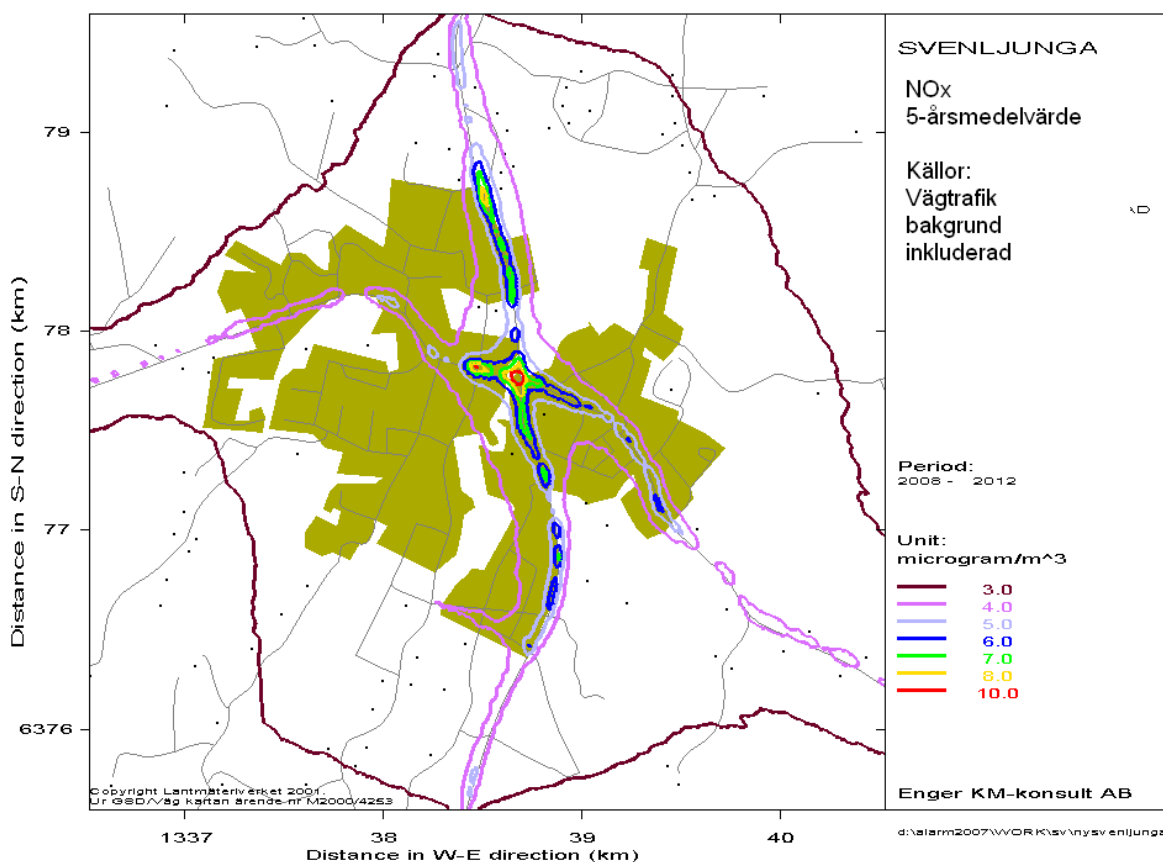 SVENLJUNGA
NOx
5-årsmedelvärde
Källor:
Vägtrafik
bakgrund
inkluderad
Period:
2008 - 2012
Unit:
microgram/m^3
3.0
4.0
5.0
6.0
7.0
8.0
10.0
Enger KM-konsult AB
d:\alarm2007\WORK\sv\nysvenljunga
Distance in S-N direction (km)
79
78
77
6376
Copyright Lantmäteriverket 2001.
Ur GSD/Väg kartan ärende nr M2000/4253
1337 38 39 40
Distance in W-E direction (km)